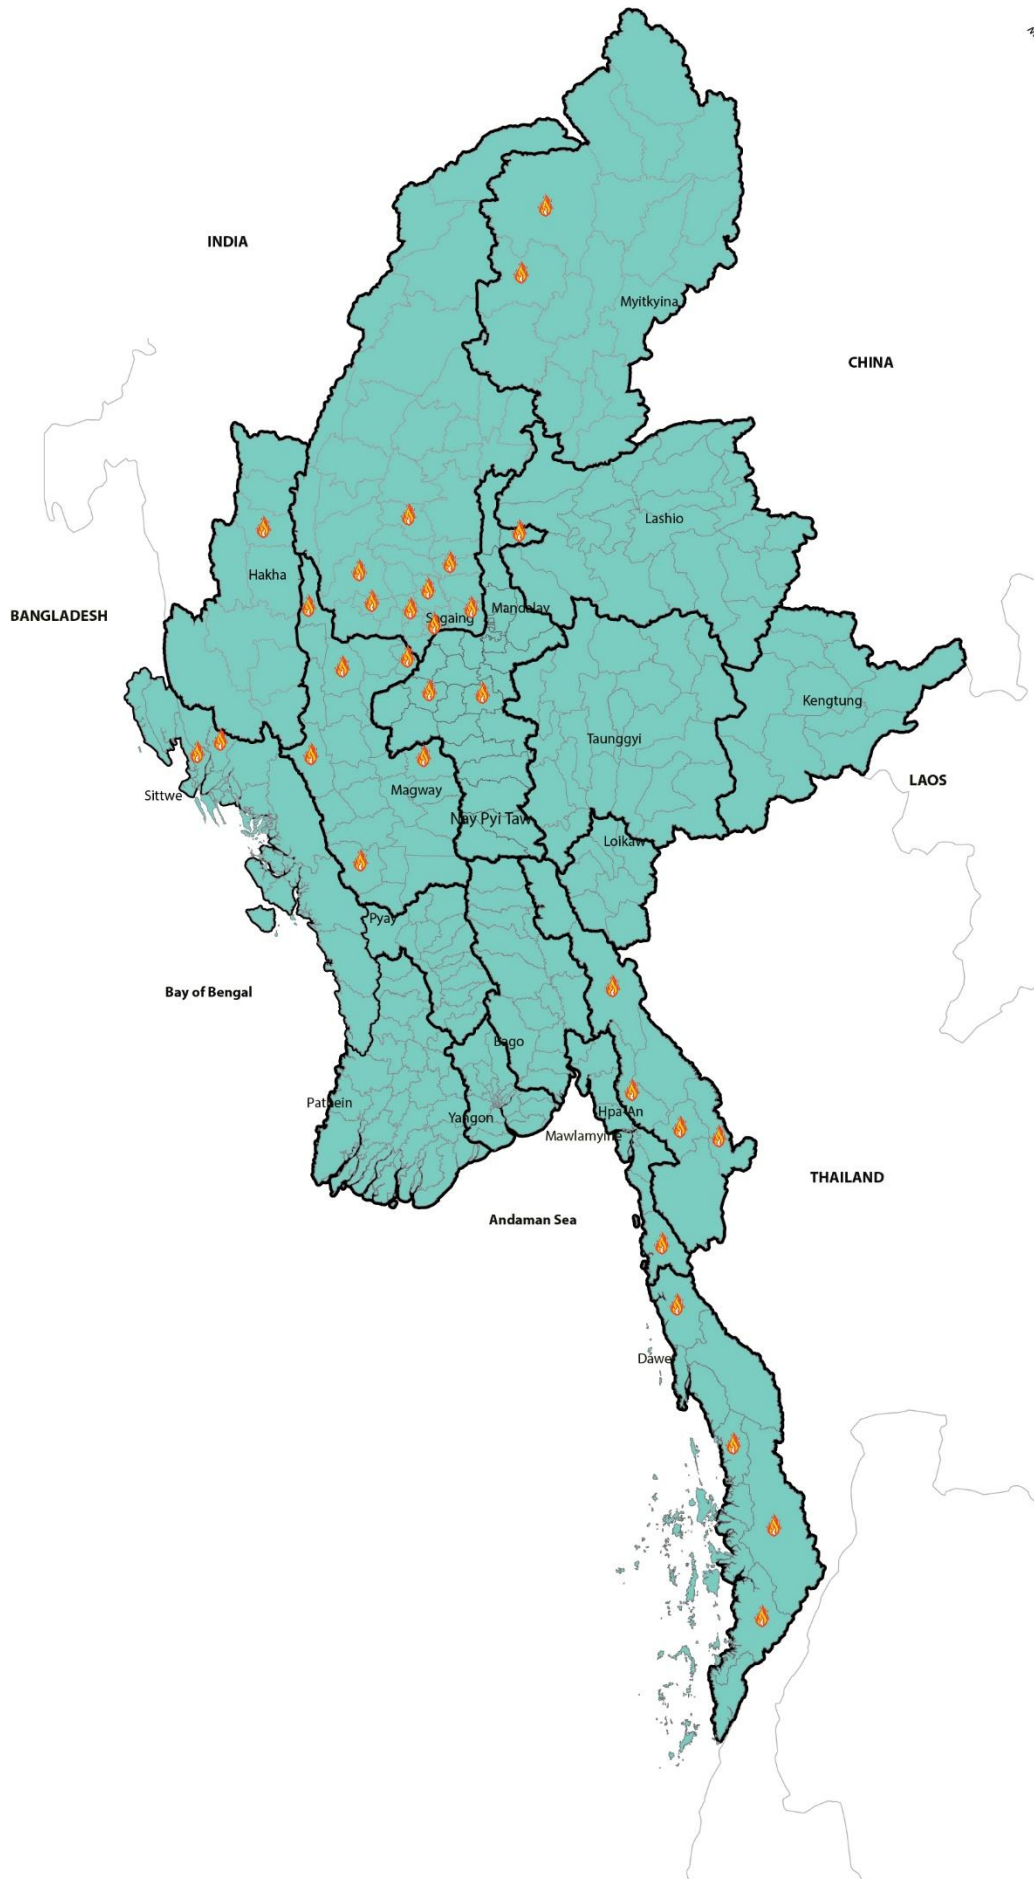 INDIA
Myitkyina
CHINA
Lashio
Hakha
BANGLADESH
Mandalay
Sagaing
Kengtung
Taunggyi
LAOS
Sittwe
Magway
Nay Pyi Taw
Loikaw
Pyay
Bay of Bengal
Bago
Pathein
Yangon
Hpa-An
Mawlamyine
THAILAND
Andaman Sea
Dawei